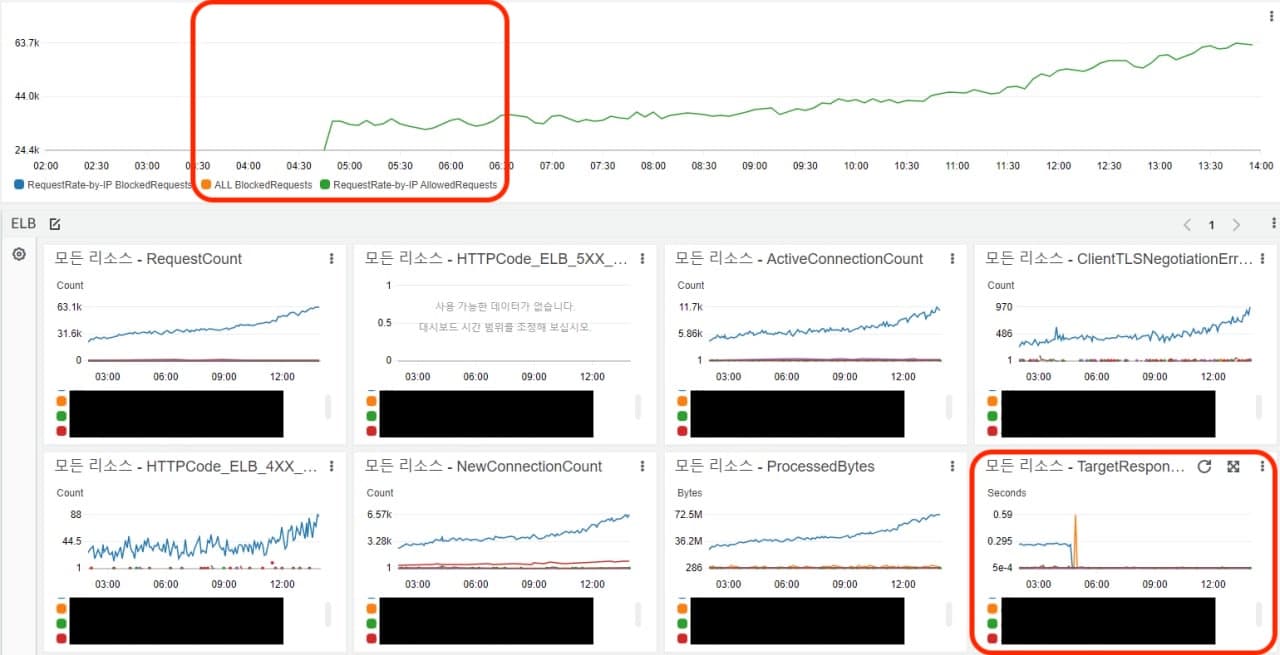 63.7k
44.0k
24.4k
02:00 02:30 03:00 03:30 04:00 04:30 05:00 05:30 06:00 06:30 07:00 07:30 08:00 08:30 09:00 09:30 10:00 10:30 11:00 11:30 12:00 12:30 13:00 13:30 14:00
RequestRate-by-IP BlockedRequests ALL BlockedRequests RequestRate-by-IP AllowedRequests
ELB
1
모든 리소스 - RequestCount
Count
63.1k
31.6k
0
03:00 06:00 09:00 12:00
모든 리소스 - HTTPCode_ELB_5XX_...
1
0.5
0
사용 가능한 데이터가 없습니다.
대시보드 시간 범위를 조정해 보십시오.
03:00 06:00 09:00 12:00
모든 리소스 - ActiveConnectionCount
Count
11.7k
5.86k
1
03:00 06:00 09:00 12:00
모든 리소스 - ClientTLSNegotiationErr...
Count
970
486
1
03:00 06:00 09:00 12:00
모든 리소스 - HTTPCode_ELB_4XX_...
Count
88
44.5
1
03:00 06:00 09:00 12:00
모든 리소스 - NewConnectionCount
Count
6.57k
3.28k
1
03:00 06:00 09:00 12:00
모든 리소스 - ProcessedBytes
Bytes
72.5M
36.2M
286
03:00 06:00 09:00 12:00
모든 리소스 - TargetRespon...
Seconds
0.59
0.295
5e-4
03:00 06:00 09:00 12:00